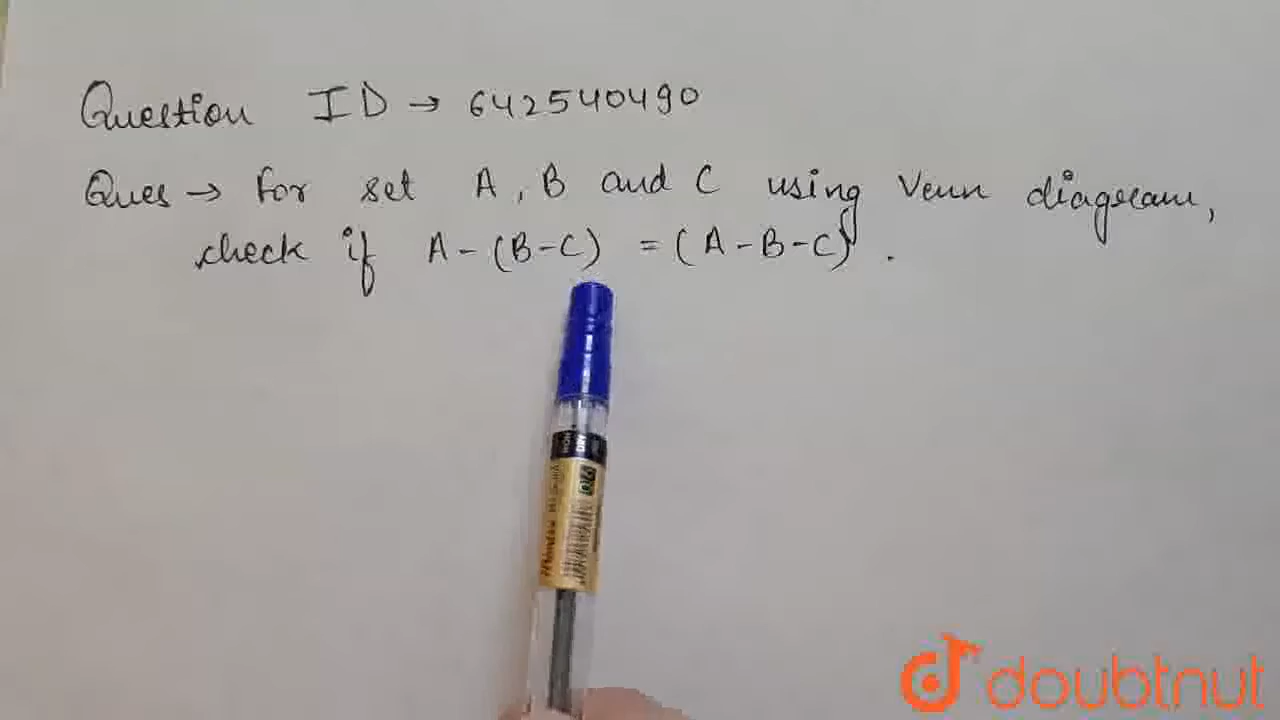 Question ID → 642540490
Ques → for set A, B and C using Venn diagram,
check if A - (B - C) = (A - B - C) .
doubtnut